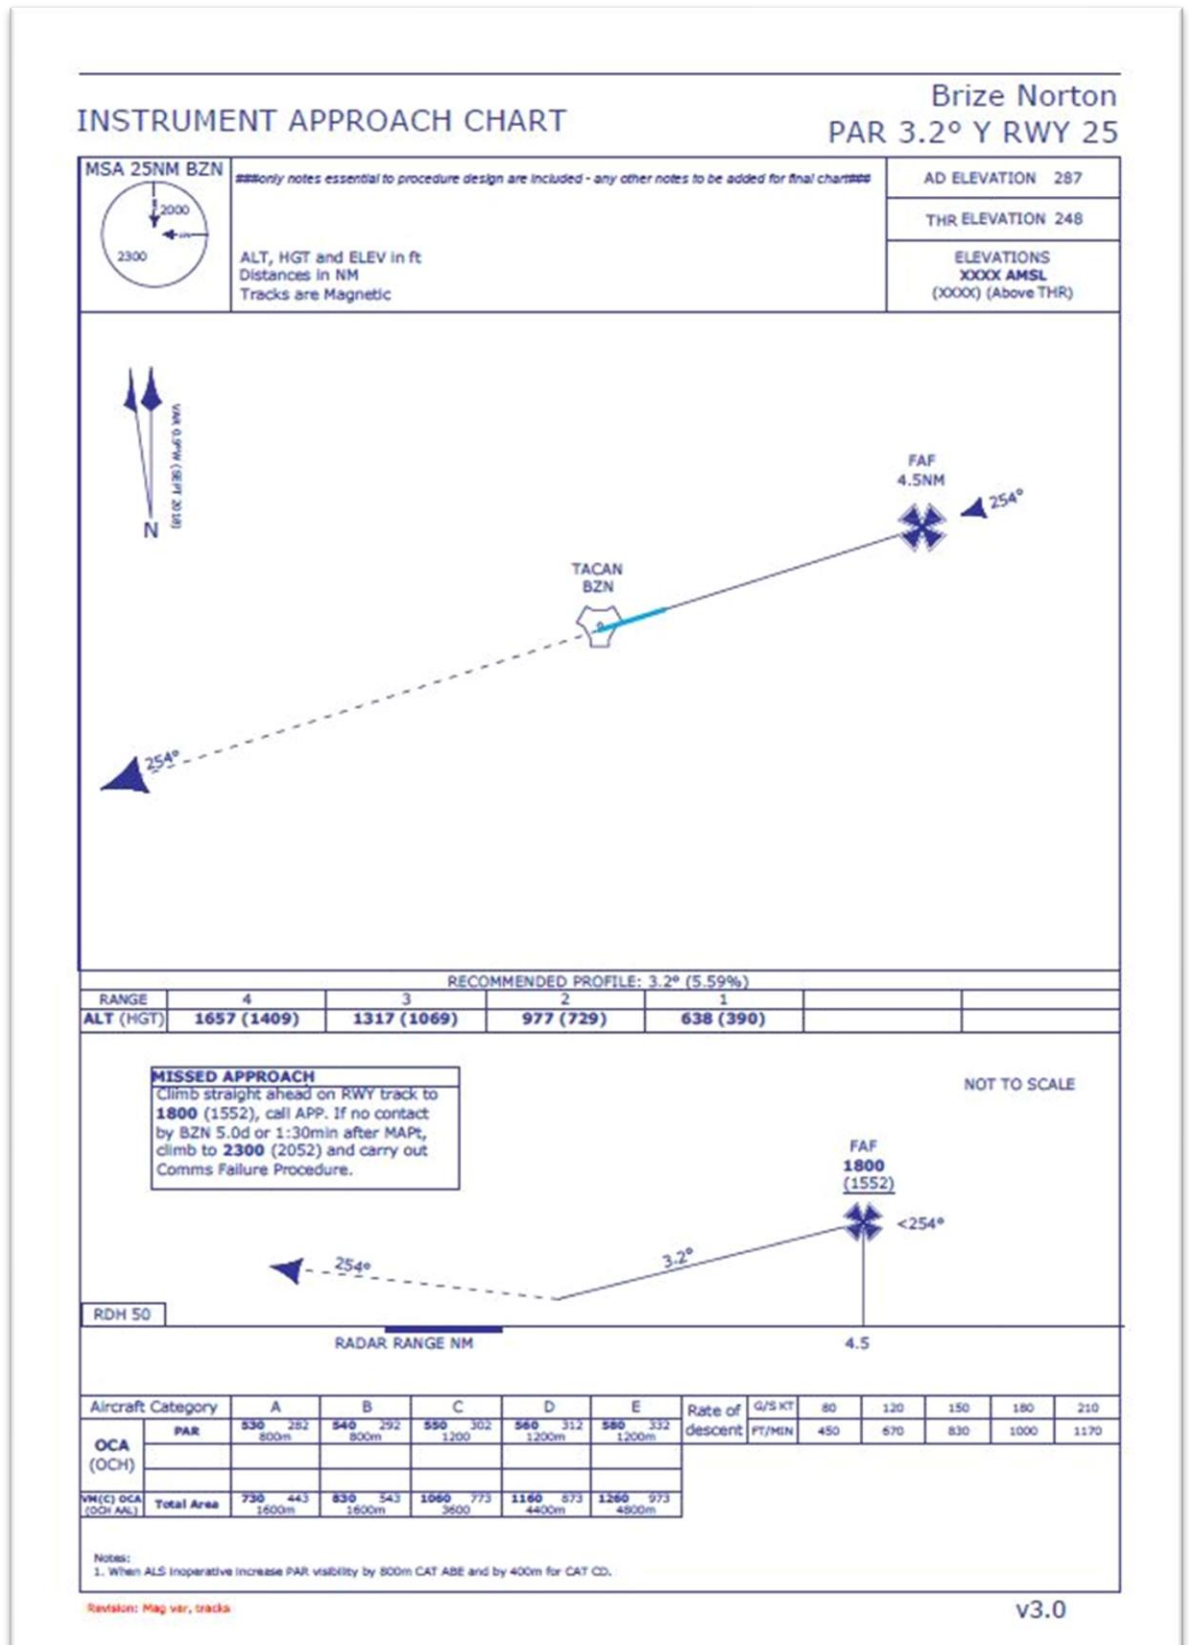 Brize Norton
INSTRUMENT APPROACH CHART
PAR 3.2° Y RWY 25
MSA 25NM BZN
2000
2300
###only notes essential to procedure design are included - any other notes to be added for final chart###
ALT, HGT and ELEV in ft
Distances in NM
Tracks are Magnetic
AD ELEVATION 287
THR ELEVATION 248
ELEVATIONS
XXXX AMSL
(XXXX) (Above THR)
VAR 0.9°W (SEPT 2018)
N
FAF
4.5NM
254°
TACAN
BZN
254°
RECOMMENDED PROFILE: 3.2° (5.59%)
RANGE 4 3 2 1
ALT (HGT) 1657 (1409) 1317 (1069) 977 (729) 638 (390)
MISSED APPROACH
Climb straight ahead on RWY track to
1800 (1552), call APP. If no contact
by BZN 5.0d or 1:30min after MAPt,
climb to 2300 (2052) and carry out
Comms Failure Procedure.
NOT TO SCALE
FAF
1800
(1552)
<254°
3.2°
254°
RDH 50
RADAR RANGE NM
4.5
Aircraft Category A B C D E
OCA
(OCH)
PAR
530 282
800m
540 292
800m
550 302
1200
560 312
1200m
580 332
1200m
VM(C) OCA
(OCH AAL)
Total Area
730 443
1600m
830 543
1600m
1060 773
3600
1160 873
4400m
1260 973
4800m
Rate of
descent
G/S KT 80 120 150 180 210
FT/MIN 450 670 830 1000 1170
Notes:
1. When ALS inoperative increase PAR visibility by 800m CAT ABE and by 400m for CAT CD.
Revision: Mag var, tracks
v3.0